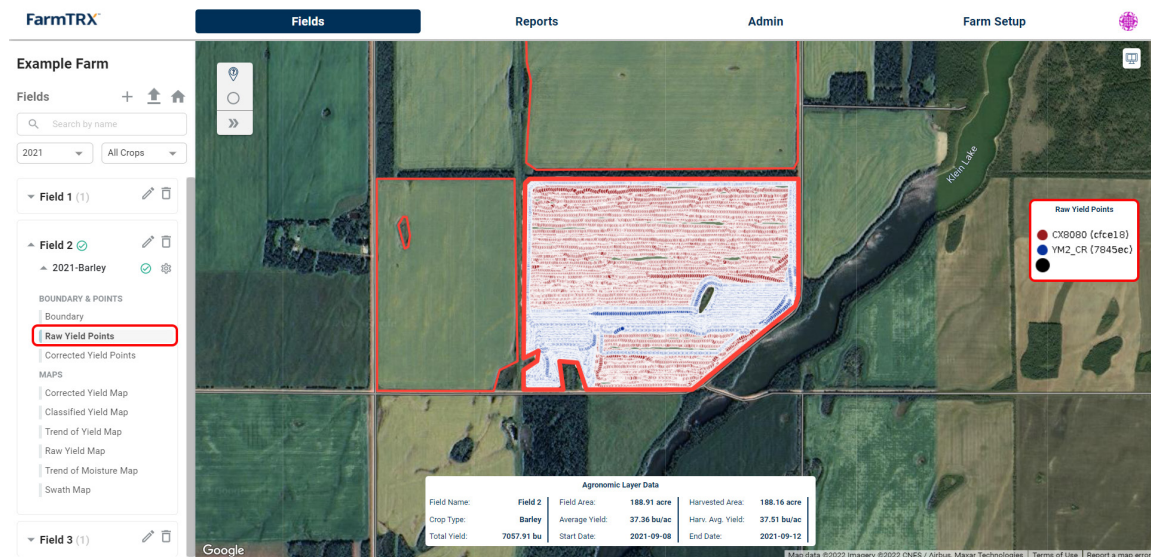 FarmTRX
Fields
Reports
Admin
Farm Setup
Example Farm
Fields
Search by name
2021
All Crops
Field 1 (1)
Field 2
2021-Barley
BOUNDARY & POINTS
Boundary
Raw Yield Points
Corrected Yield Points
MAPS
Corrected Yield Map
Classified Yield Map
Trend of Yield Map
Raw Yield Map
Trend of Moisture Map
Swath Map
Field 3 (1)
Klein Lake
Raw Yield Points
CX8080 (cfce18)
YM2_CR (7845ec)
Agronomic Layer Data
Field Name: Field 2 Field Area: 188.91 acre Harvested Area: 188.16 acre
Crop Type: Barley Average Yield: 37.36 bu/ac Harv. Avg. Yield: 37.51 bu/ac
Total Yield: 7057.91 bu Start Date: 2021-09-08 End Date: 2021-09-12
Google
Map data ©2022 Imagery ©2022 CNES / Airbus, Maxar Technologies Terms of Use Report a map error